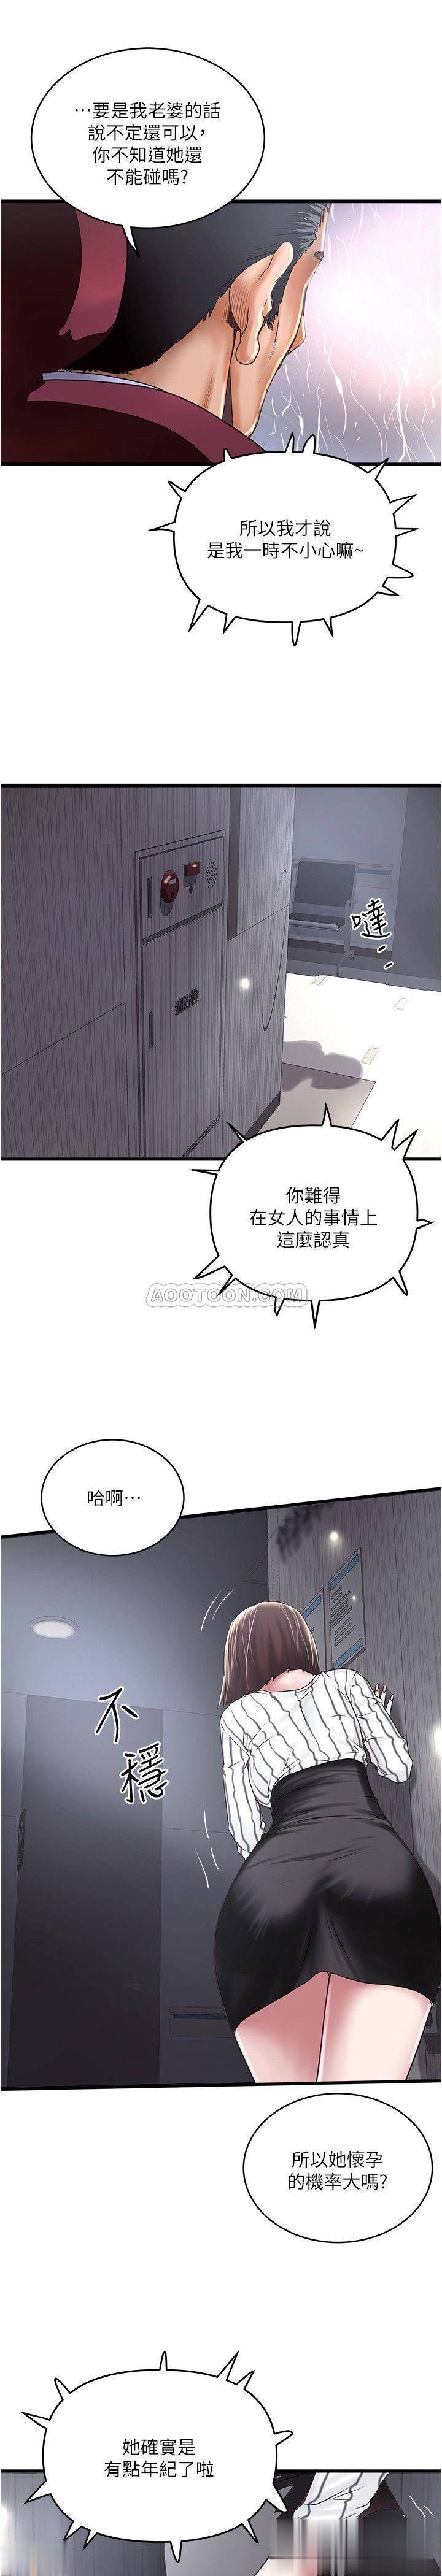 …要是我老婆的話
說不定還可以,
你不知道她還
不能碰嗎?
所以我才說
是我一時不小心嘛~
噠
消火栓
你難得
在女人的事情上
這麼認真
AOOTOON.COM
哈啊…
不
穩
所以她懷孕
的機率大嗎?
她確實是
有點年紀了啦